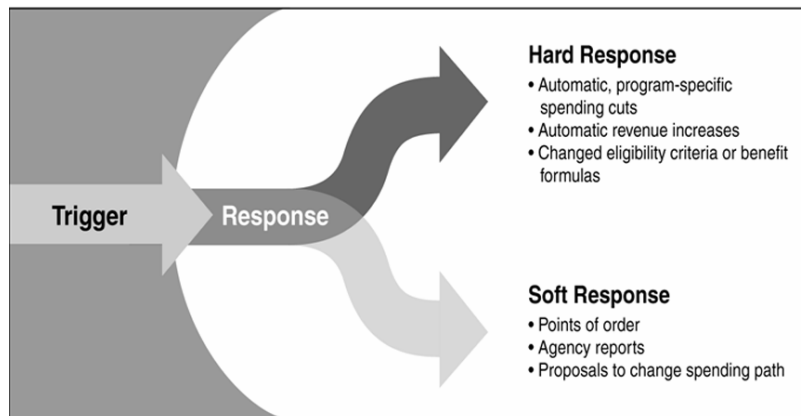 Trigger
Response
Hard Response
• Automatic, program-specific
spending cuts
• Automatic revenue increases
• Changed eligibility criteria or benefit
formulas
Soft Response
• Points of order
• Agency reports
• Proposals to change spending path